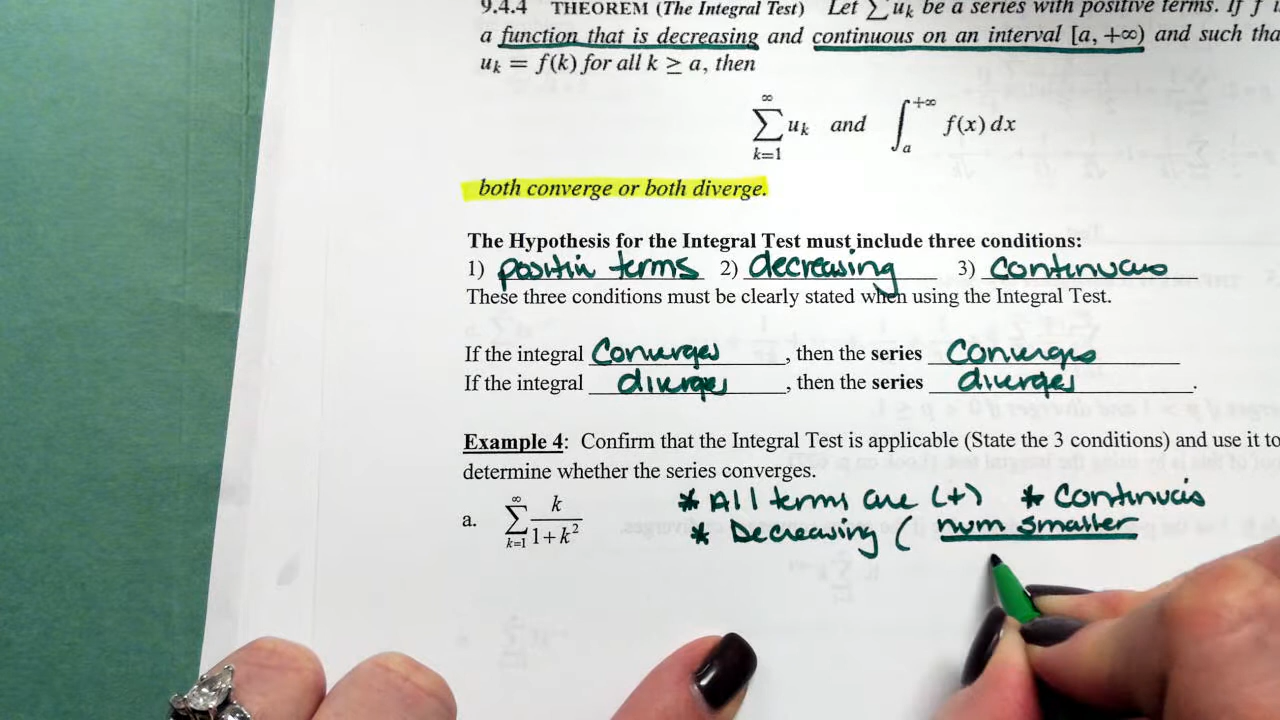 9.4.4 THEOREM (The Integral Test) Let ∑ uk be a series with positive terms. If f
a function that is decreasing and continuous on an interval [a, +∞) and such tha
uk = f(k) for all k ≥ a, then
∞ ∑ k=1 uk and ∫ a +∞ f(x) dx
both converge or both diverge.
The Hypothesis for the Integral Test must include three conditions:
1) positiv terms 2) decreasing 3) continuous
These three conditions must be clearly stated when using the Integral Test.
If the integral Converges, then the series converges
If the integral diverges, then the series diverges.
Example 4: Confirm that the Integral Test is applicable (State the 3 conditions) and use it to
determine whether the series converges.
a. ∞ ∑ k=1 k/(1+k²) * All terms are (+) * Continuous
* Decreasing ( num smaller